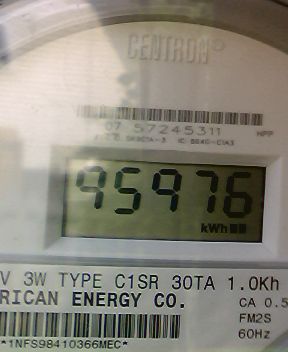 CENTRON®
07 57245311 HPP
95976
kWh
V 3W TYPE C1SR 30TA 1.0Kh
RICAN ENERGY CO. CA 0.5
FM2S
*1NFS98410366MEC* 60Hz